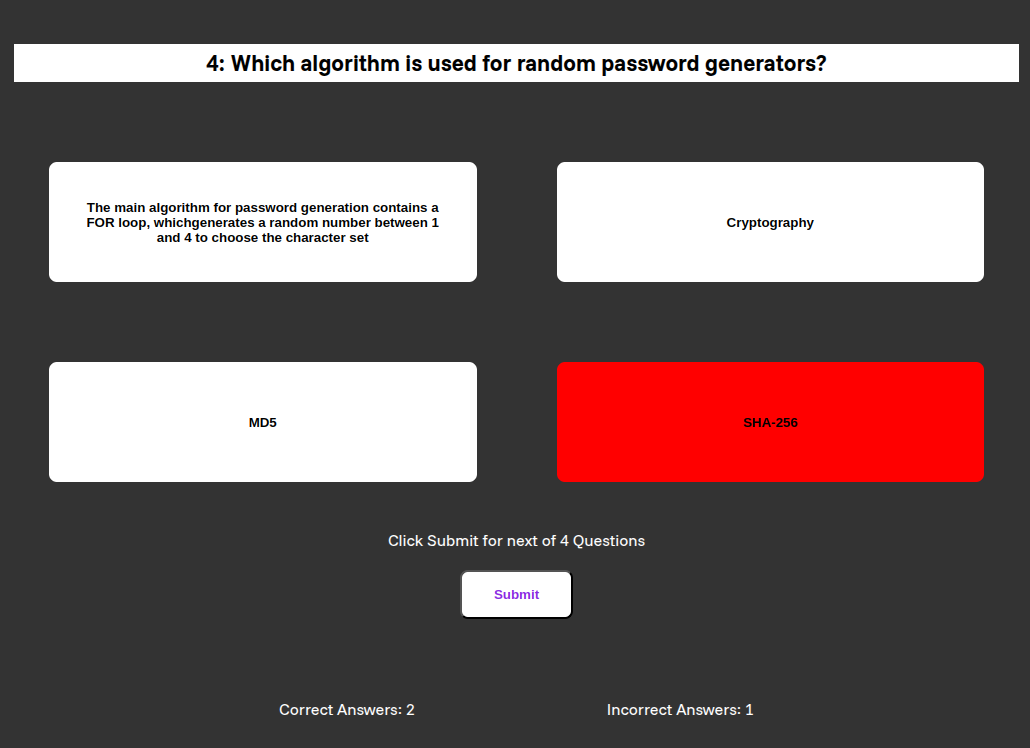 4: Which algorithm is used for random password generators?
The main algorithm for password generation contains a
FOR loop, whichgenerates a random number between 1
and 4 to choose the character set
Cryptography
MD5
SHA-256
Click Submit for next of 4 Questions
Submit
Correct Answers: 2
Incorrect Answers: 1